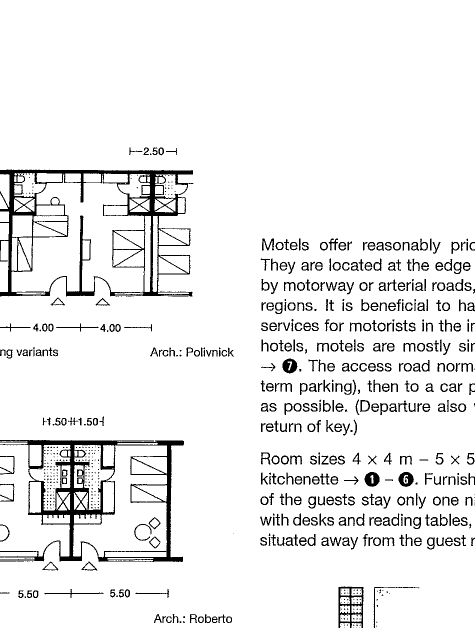 2.50
4.00
4.00
ng variants
Arch.: Polivnick
1.50
1.50
5.50
5.50
Arch.: Roberto
Motels offer reasonably pric
They are located at the edge
by motorway or arterial roads,
regions. It is beneficial to ha
services for motorists in the in
hotels, motels are mostly sin
→ ❼. The access road norm
term parking), then to a car p
as possible. (Departure also
return of key.)
Room sizes 4 × 4 m – 5 × 5
kitchenette → ❶ – ❻. Furnish
of the guests stay only one ni
with desks and reading tables,
situated away from the guest r